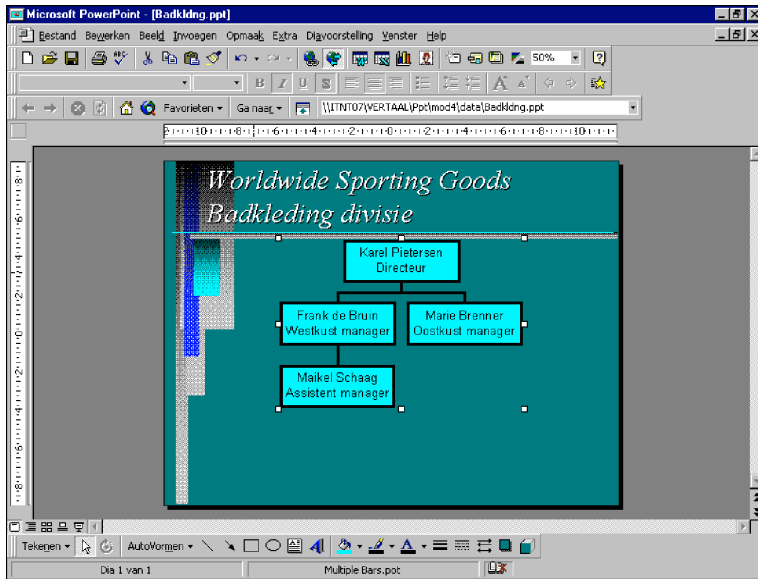 Microsoft PowerPoint - [Badkldng.ppt]
Bestand Bewerken Beeld Invoegen Opmaak Extra Diavoorstelling Venster Help
50%
B I U S
Favorieten Ga naar \\ITNT07\VERTAAL\Ppt\mod4\data\Badkldng.ppt
Worldwide Sporting Goods
Badkleding divisie
Karel Pietersen
Directeur
Frank de Bruin
Westkust manager
Marie Brenner
Oostkust manager
Maikel Schaag
Assistent manager
Tekenen AutoVormen
Dia 1 van 1 Multiple Bars.pot